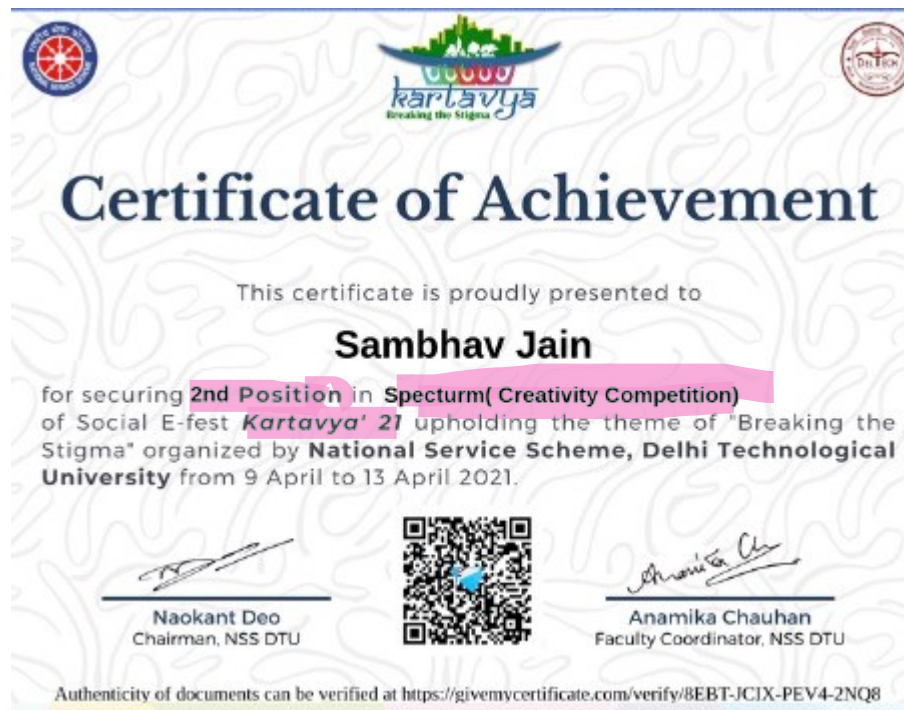 kartavya
Breaking the Stigma
Certificate of Achievement
This certificate is proudly presented to
Sambhav Jain
for securing 2nd Position in Specturm( Creativity Competition)
of Social E-fest Kartavya' 21 upholding the theme of "Breaking the
Stigma" organized by National Service Scheme, Delhi Technological
University from 9 April to 13 April 2021.
Naokant Deo
Chairman, NSS DTU
Anamika Chauhan
Faculty Coordinator, NSS DTU
Authenticity of documents can be verified at https://givemycertificate.com/verify/8EBT-JCIX-PEV4-2NQ8